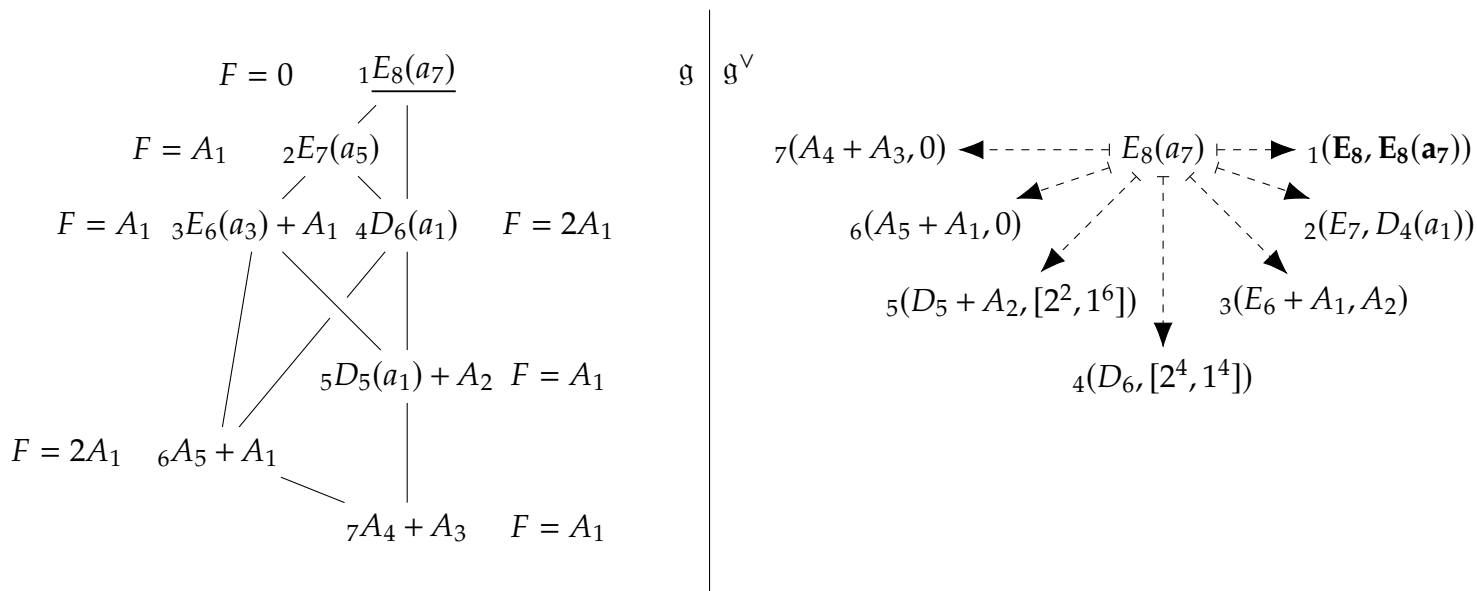 F = 0 ₁E₈(a₇) 𝔤 | 𝔤^∨
F = A₁ ₂E₇(a₅) ₇(A₄ + A₃, 0) E₈(a₇) ₁(𝐄₈, 𝐄₈(𝐚₇))
F = A₁ ₃E₆(a₃) + A₁ ₄D₆(a₁) F = 2A₁ ₆(A₅ + A₁, 0) ₂(E₇, D₄(a₁))
₅(D₅ + A₂, [2², 1⁶]) ₃(E₆ + A₁, A₂)
₅D₅(a₁) + A₂ F = A₁ ₄(D₆, [2⁴, 1⁴])
F = 2A₁ ₆A₅ + A₁
₇A₄ + A₃ F = A₁